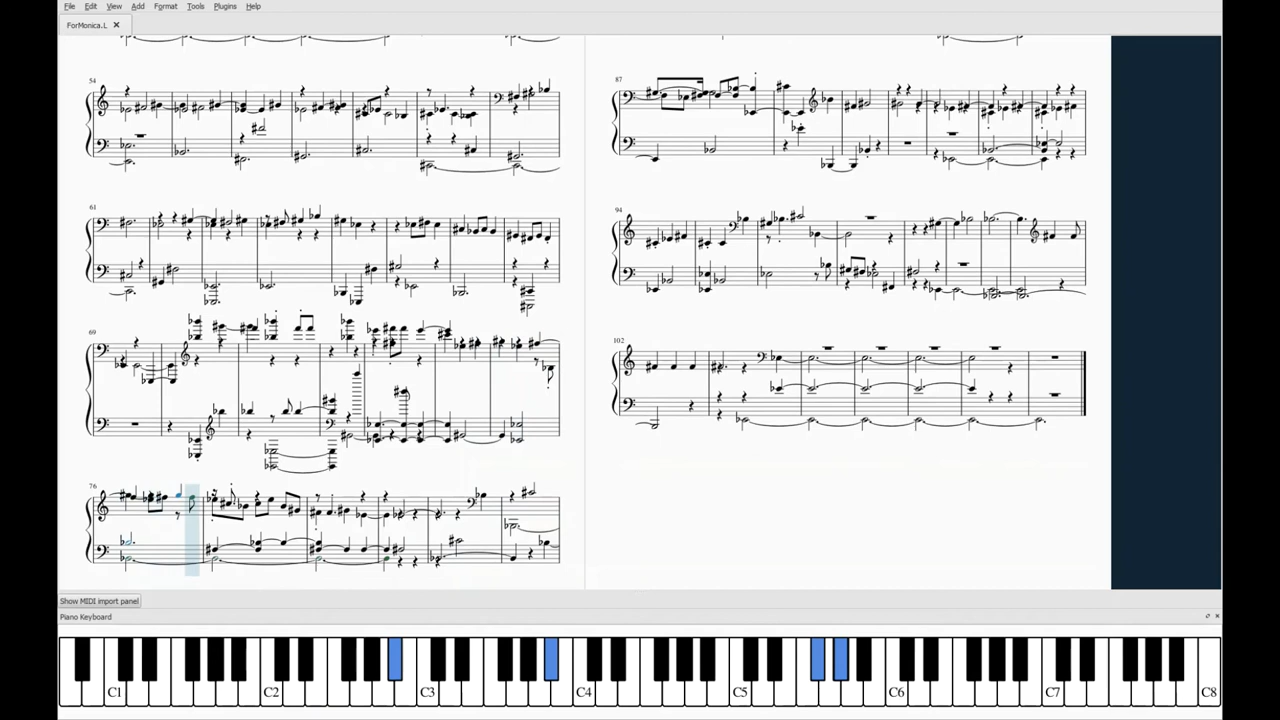 File Edit View Add Format Tools Plugins Help
ForMonica.L
54
87
61
94
69
102
76
Show MIDI import panel
Piano Keyboard
C1 C2 C3 C4 C5 C6 C7 C8